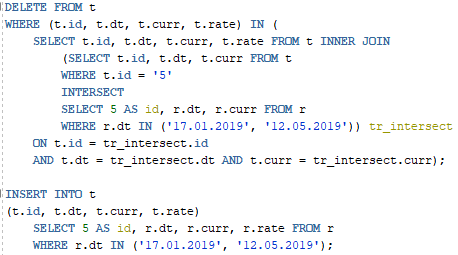 DELETE FROM t
WHERE (t.id, t.dt, t.curr, t.rate) IN (
SELECT t.id, t.dt, t.curr, t.rate FROM t INNER JOIN
(SELECT t.id, t.dt, t.curr FROM t
WHERE t.id = '5'
INTERSECT
SELECT 5 AS id, r.dt, r.curr FROM r
WHERE r.dt IN ('17.01.2019', '12.05.2019')) tr_intersect
ON t.id = tr_intersect.id
AND t.dt = tr_intersect.dt AND t.curr = tr_intersect.curr);
INSERT INTO t
(t.id, t.dt, t.curr, t.rate)
SELECT 5 AS id, r.dt, r.curr, r.rate FROM r
WHERE r.dt IN ('17.01.2019', '12.05.2019');